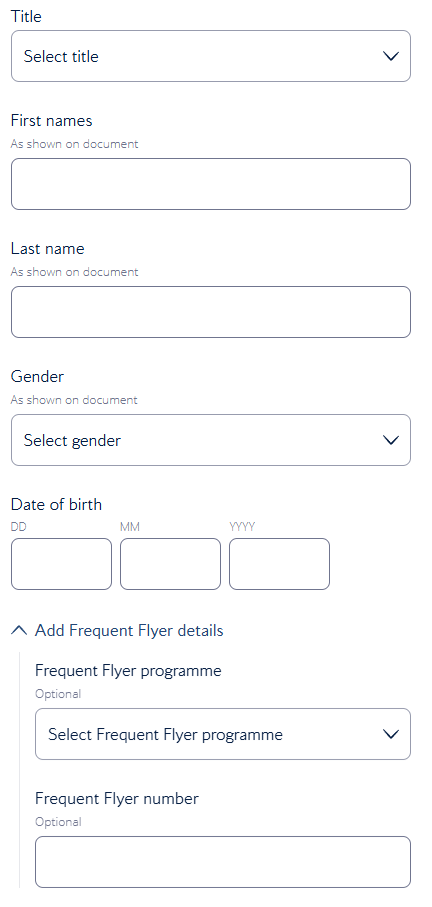 Title
Select title
First names
As shown on document
Last name
As shown on document
Gender
As shown on document
Select gender
Date of birth
DD MM YYYY
Add Frequent Flyer details
Frequent Flyer programme
Optional
Select Frequent Flyer programme
Frequent Flyer number
Optional